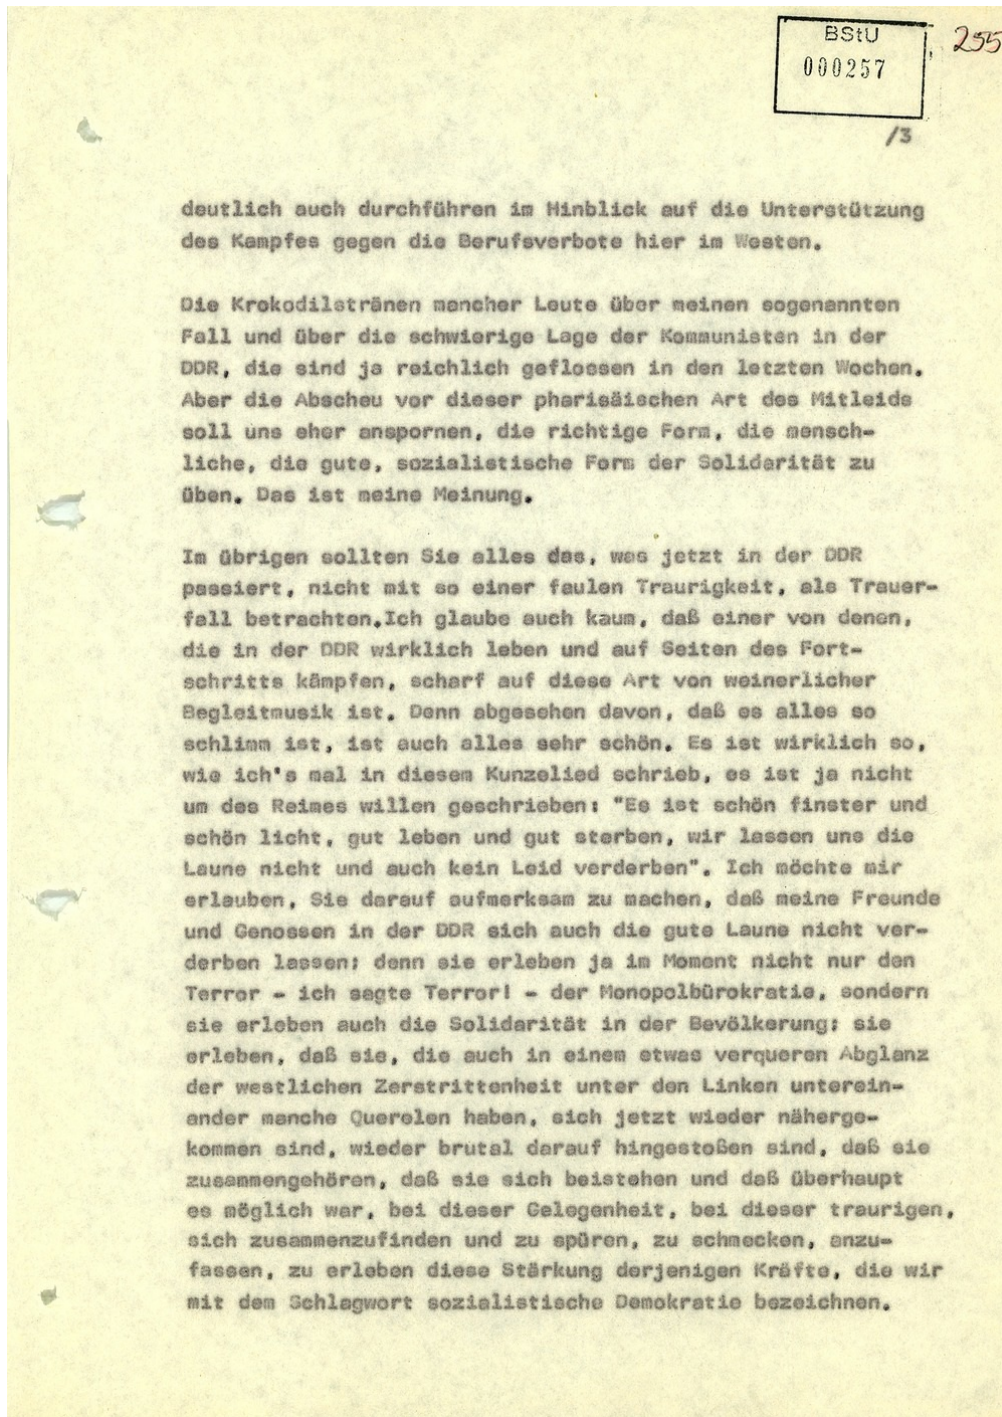 BStU
000257
255
/3
deutlich auch durchführen im Hinblick auf die Unterstützung
des Kampfes gegen die Berufsverbote hier im Westen.
Die Krokodilstränen mancher Leute über meinen sogenannten
Fall und über die schwierige Lage der Kommunisten in der
DDR, die sind ja reichlich geflossen in den letzten Wochen.
Aber die Abscheu vor dieser pharisäischen Art des Mitleids
soll uns eher anspornen, die richtige Form, die mensch-
liche, die gute, sozialistische Form der Solidarität zu
üben. Das ist meine Meinung.
Im übrigen sollten Sie alles das, was jetzt in der DDR
passiert, nicht mit so einer faulen Traurigkeit, als Trauer-
fall betrachten.Ich glaube auch kaum, daß einer von denen,
die in der DDR wirklich leben und auf Seiten des Fort-
schritts kämpfen, scharf auf diese Art von weinerlicher
Begleitmusik ist. Denn abgesehen davon, daß es alles so
schlimm ist, ist auch alles sehr schön. Es ist wirklich so,
wie ich's mal in diesem Kunzelied schrieb, es ist ja nicht
um des Reimes willen geschrieben: "Es ist schön finster und
schön licht, gut leben und gut sterben, wir lassen uns die
Laune nicht und auch kein Leid verderben". Ich möchte mir
erlauben, Sie darauf aufmerksam zu machen, daß meine Freunde
und Genossen in der DDR sich auch die gute Laune nicht ver-
derben lassen; denn sie erleben ja im Moment nicht nur den
Terror - ich sagte Terror! - der Monopolbürokratie, sondern
sie erleben auch die Solidarität in der Bevölkerung; sie
erleben, daß sie, die auch in einem etwas verqueren Abglanz
der westlichen Zerstrittenheit unter den Linken unterein-
ander manche Querelen haben, sich jetzt wieder näherge-
kommen sind, wieder brutal darauf hingestoßen sind, daß sie
zusammengehören, daß sie sich beistehen und daß überhaupt
es möglich war, bei dieser Gelegenheit, bei dieser traurigen,
sich zusammenzufinden und zu spüren, zu schmecken, anzu-
fassen, zu erleben diese Stärkung derjenigen Kräfte, die wir
mit dem Schlagwort sozialistische Demokratie bezeichnen.